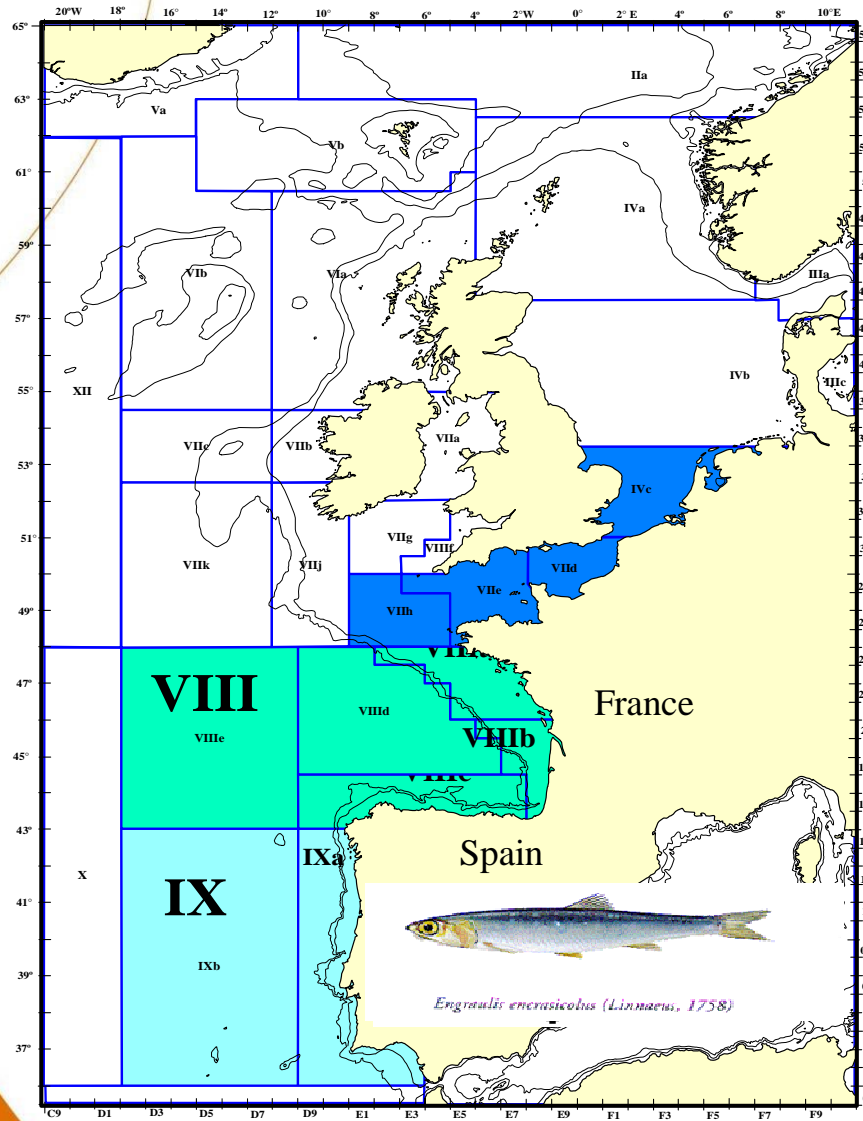 20°W 18° 16° 14° 12° 10° 8° 6° 4° 2°W 0° 2° E 4° 6° 8° 10°E
65°
IIa
63°
Va
Vb
61°
IVa
59°
VIb
VIa
IIIa
57°
IVb
XII
IIIc
55°
VIIc
VIIb
VIIa
53°
IVc
VIIg
VIIIf
51°
VIIk
VIIj
VIId
VIIe
49°
VIIh
47°
VIII
France
VIIId
VIIIe
VIIIb
45°
VIIIc
43°
Spain
IXa
X
IX
41°
IXb
39°
Engraulis encrasicolus (Linnaeus, 1758)
37°
C9 D1 D3 D5 D7 D9 E1 E3 E5 E7 E9 F1 F3 F5 F7 F9